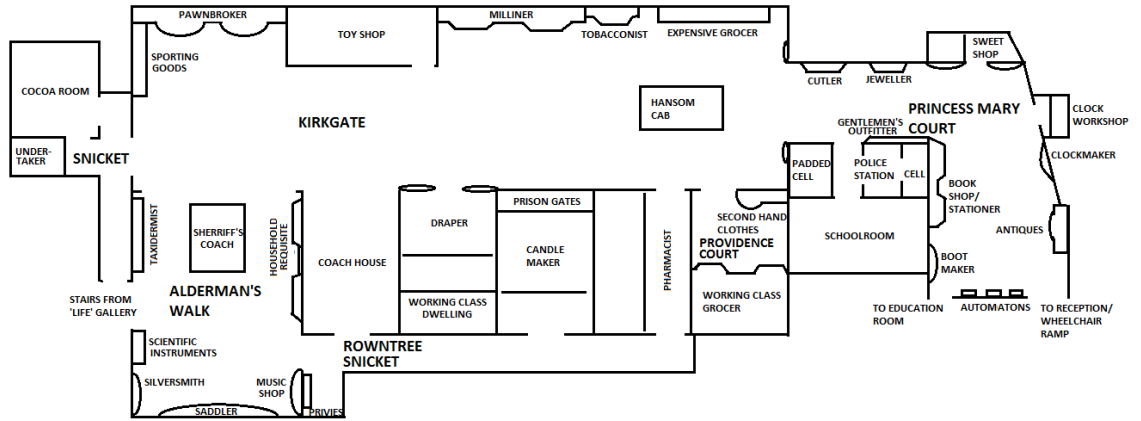 PAWNBROKER
MILLINER
TOY SHOP
TOBACCONIST
EXPENSIVE GROCER
SPORTING
GOODS
SWEET
SHOP
COCOA ROOM
CUTLER
JEWELLER
HANSOM
CAB
KIRKGATE
PRINCESS MARY
COURT
CLOCK
WORKSHOP
GENTLEMEN'S
OUTFITTER
UNDER-
TAKER
SNICKET
PADDED
CELL
POLICE
STATION
CELL
CLOCKMAKER
BOOK
SHOP/
STATIONER
TAXIDERMIST
SHERRIFF'S
COACH
HOUSEHOLD
REQUISITE
DRAPER
PRISON GATES
SECOND HAND
CLOTHES
PROVIDENCE
COURT
SCHOOLROOM
ANTIQUES
COACH HOUSE
CANDLE
MAKER
PHARMACIST
BOOT
MAKER
ALDERMAN'S
WALK
STAIRS FROM
'LIFE' GALLERY
WORKING CLASS
DWELLING
WORKING CLASS
GROCER
TO EDUCATION
ROOM
AUTOMATONS
TO RECEPTION/
WHEELCHAIR
RAMP
SCIENTIFIC
INSTRUMENTS
ROWNTREE
SNICKET
SILVERSMITH
MUSIC
SHOP
SADDLER
PRIVIES